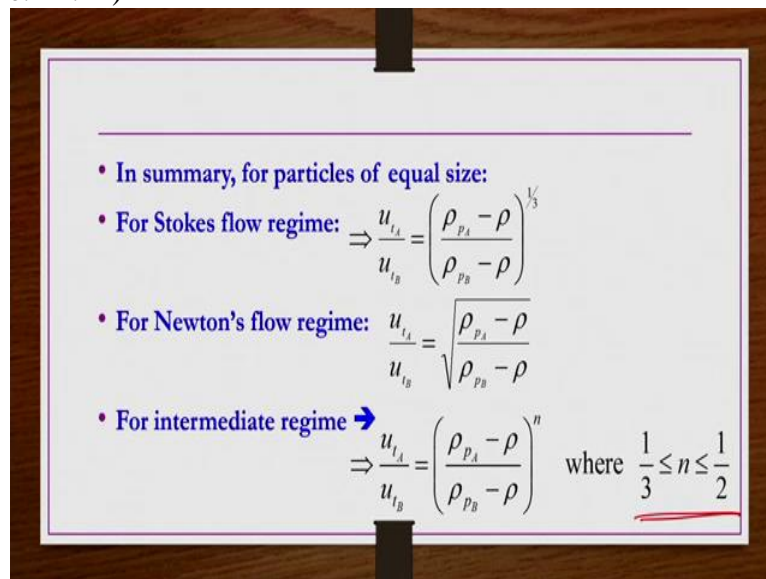 • In summary, for particles of equal size:
• For Stokes flow regime: ⇒ u_{t_A} / u_{t_B} = ( (ρ_{p_A} − ρ) / (ρ_{p_B} − ρ) )^{1/3}
• For Newton's flow regime: u_{t_A} / u_{t_B} = √( (ρ_{p_A} − ρ) / (ρ_{p_B} − ρ) )
• For intermediate regime ➔
⇒ u_{t_A} / u_{t_B} = ( (ρ_{p_A} − ρ) / (ρ_{p_B} − ρ) )^n where 1/3 ≤ n ≤ 1/2